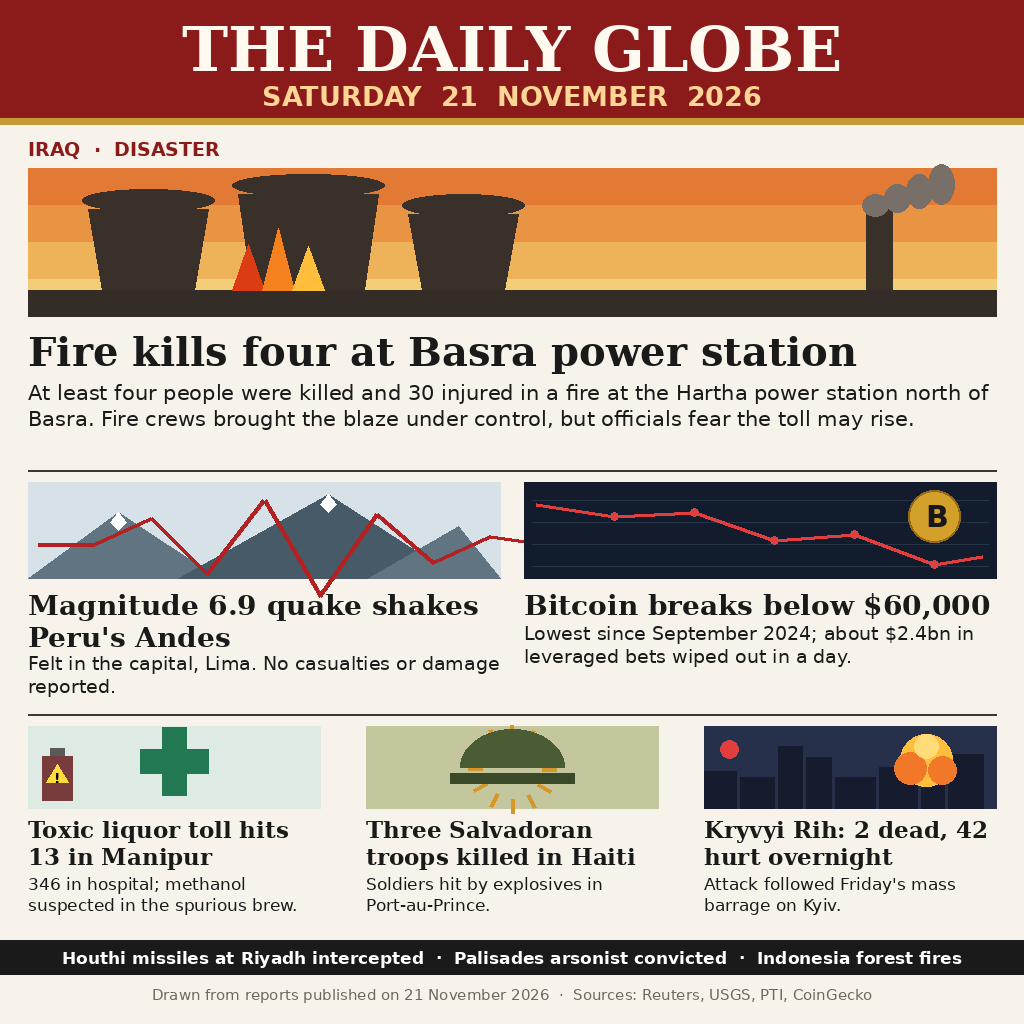 THE DAILY GLOBE
SATURDAY 21 NOVEMBER 2026
IRAQ · DISASTER
Fire kills four at Basra power station
At least four people were killed and 30 injured in a fire at the Hartha power station north of
Basra. Fire crews brought the blaze under control, but officials fear the toll may rise.
B
Magnitude 6.9 quake shakes
Peru's Andes
Felt in the capital, Lima. No casualties or damage
reported.
Bitcoin breaks below $60,000
Lowest since September 2024; about $2.4bn in
leveraged bets wiped out in a day.
!
Toxic liquor toll hits
13 in Manipur
346 in hospital; methanol
suspected in the spurious brew.
Three Salvadoran
troops killed in Haiti
Soldiers hit by explosives in
Port-au-Prince.
Kryvyi Rih: 2 dead, 42
hurt overnight
Attack followed Friday's mass
barrage on Kyiv.
Houthi missiles at Riyadh intercepted · Palisades arsonist convicted · Indonesia forest fires
Drawn from reports published on 21 November 2026 · Sources: Reuters, USGS, PTI, CoinGecko